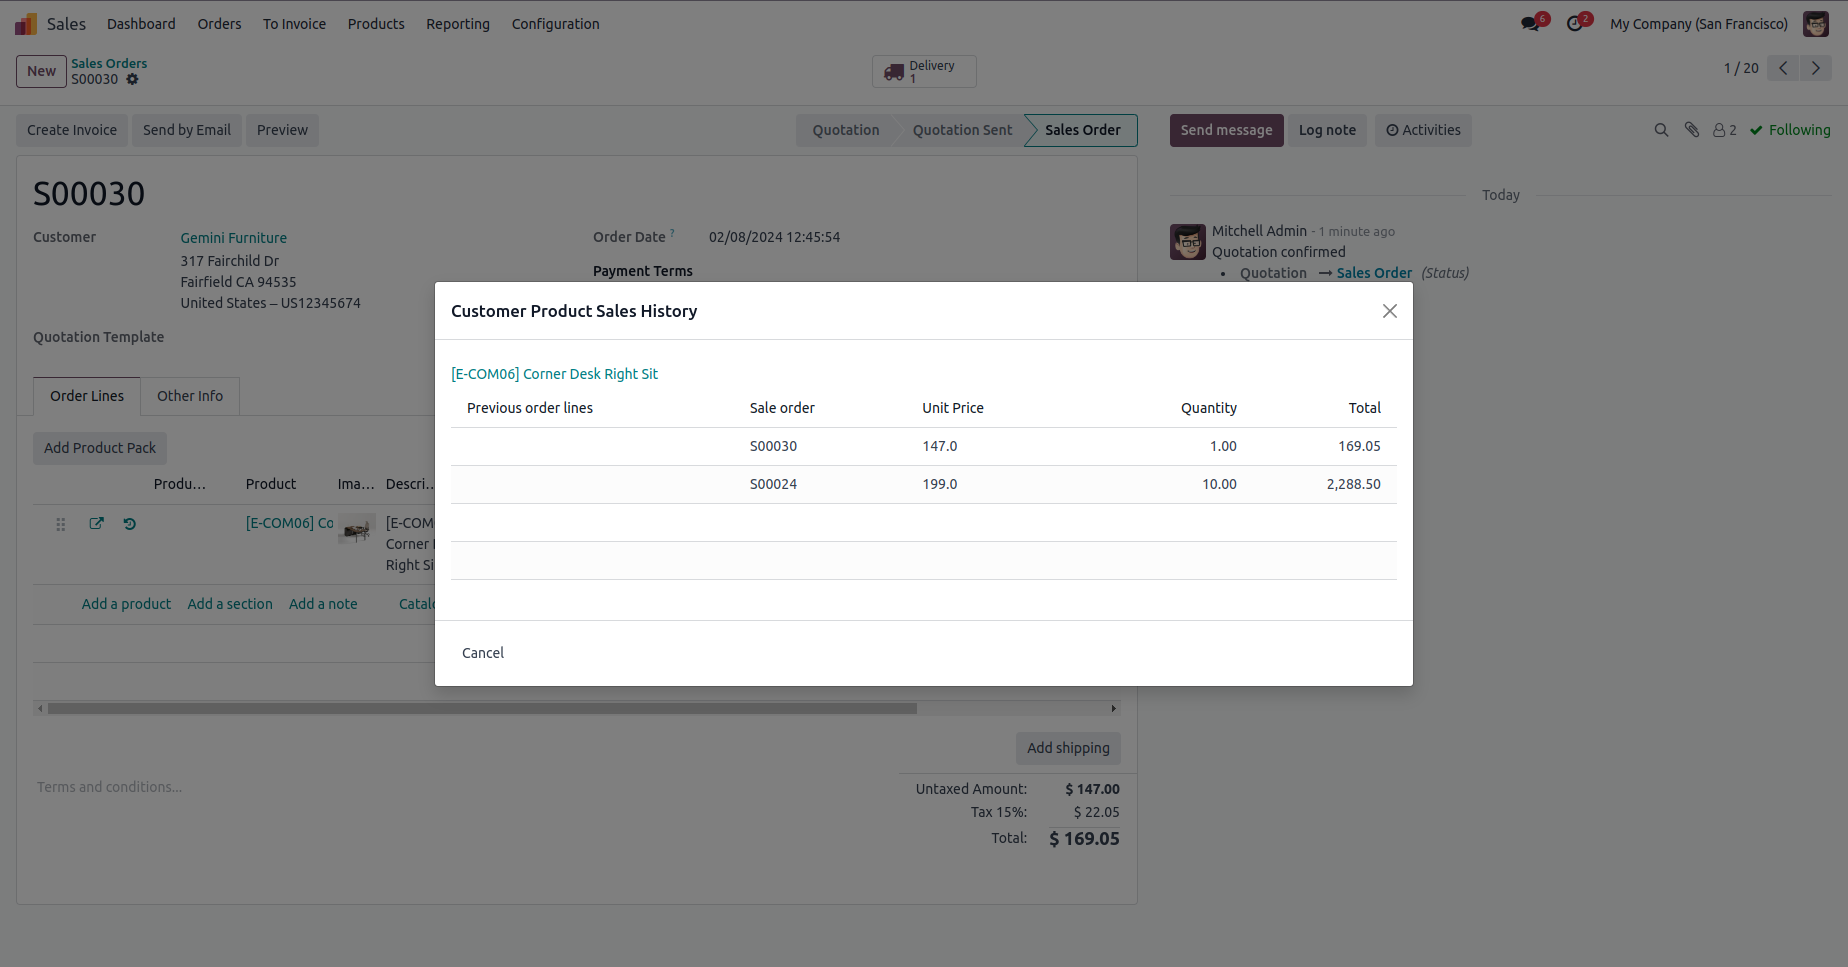 Sales Dashboard Orders To Invoice Products Reporting Configuration 6 2 My Company (San Francisco)
New Sales Orders
S00030
Delivery
1
1 / 20
Create Invoice Send by Email Preview Quotation Quotation Sent Sales Order Send message Log note Activities 2 Following
S00030
Today
Customer Gemini Furniture
317 Fairchild Dr
Fairfield CA 94535
United States – US12345674
Order Date ? 02/08/2024 12:45:54
Payment Terms
Mitchell Admin - 1 minute ago
Quotation confirmed
• Quotation → Sales Order (Status)
Quotation Template
Order Lines Other Info
Add Product Pack
Produ... Product Ima... Descri...
[E-COM06] Co [E-COM
Corner
Right Si
Add a product Add a section Add a note Catal
Customer Product Sales History
[E-COM06] Corner Desk Right Sit
Previous order lines Sale order Unit Price Quantity Total
S00030 147.0 1.00 169.05
S00024 199.0 10.00 2,288.50
Cancel
Add shipping
Terms and conditions...
Untaxed Amount: $ 147.00
Tax 15%: $ 22.05
Total: $ 169.05